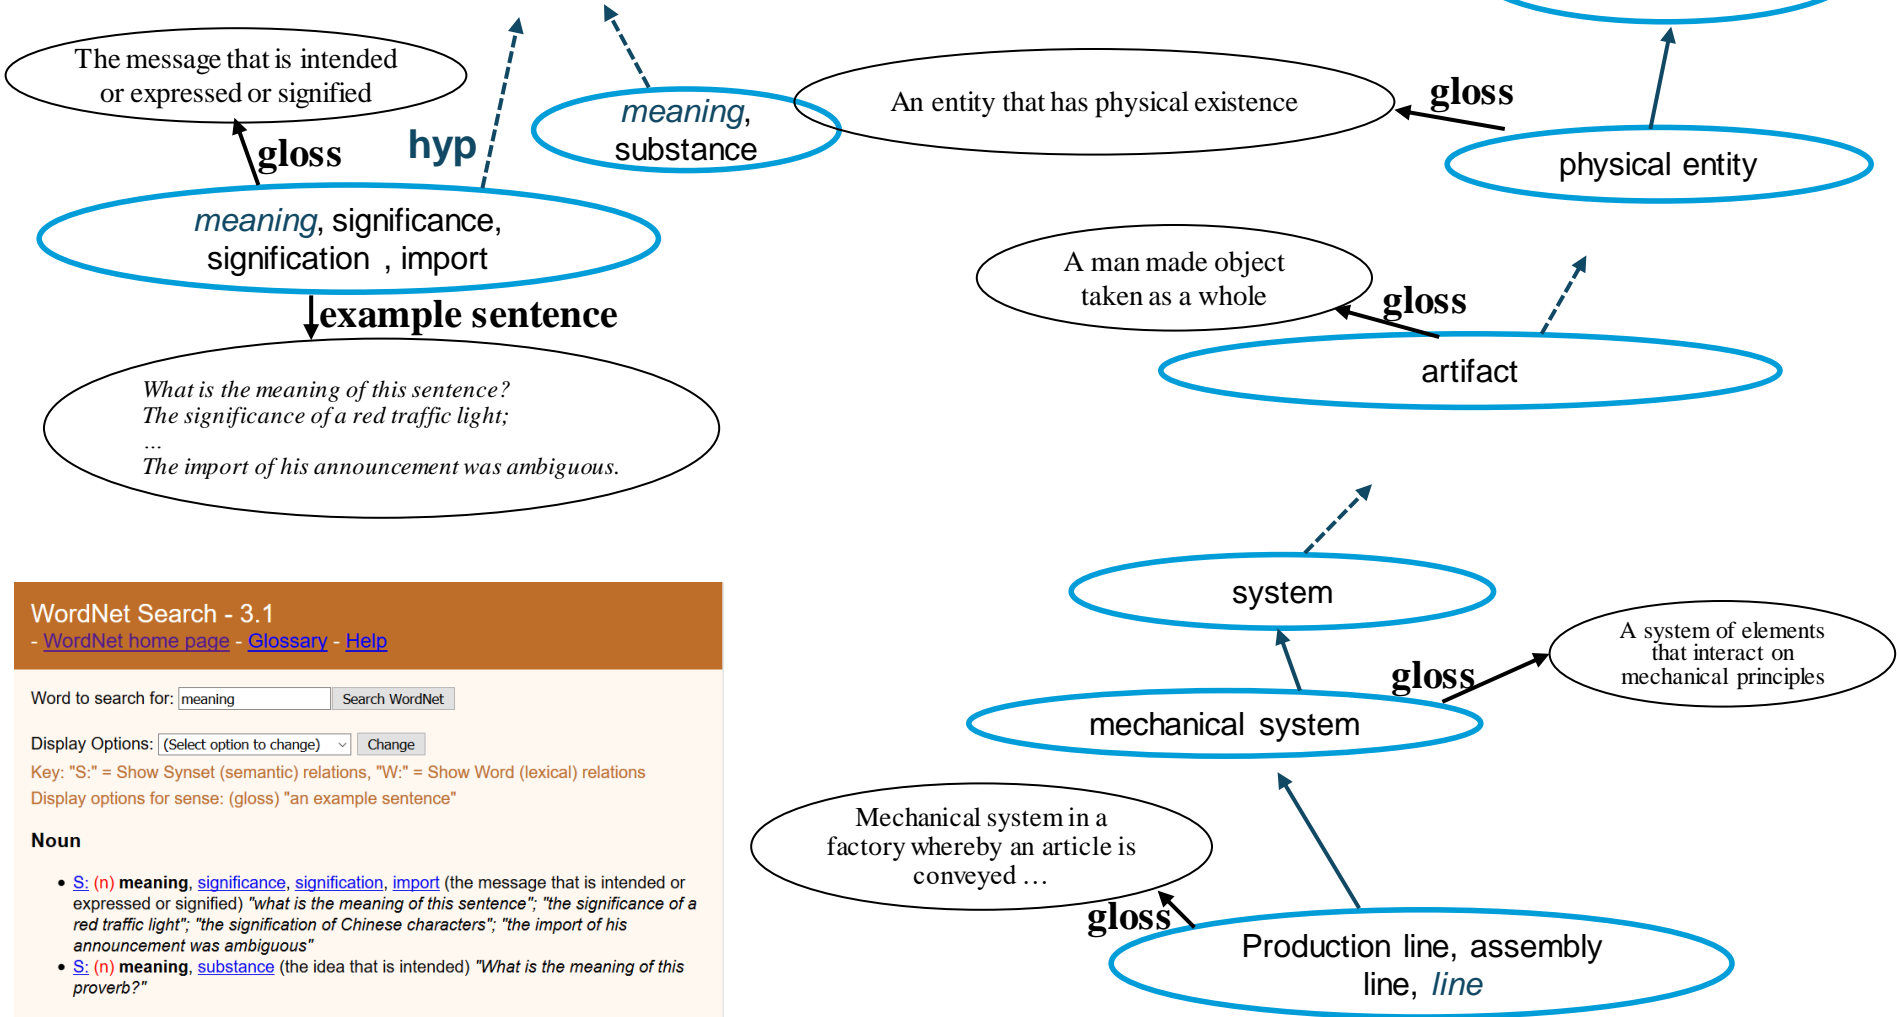 The message that is intended
or expressed or signified
gloss
hyp
meaning,
substance
An entity that has physical existence
gloss
physical entity
meaning, significance,
signification , import
example sentence
What is the meaning of this sentence?
The significance of a red traffic light;
…
The import of his announcement was ambiguous.
A man made object
taken as a whole
gloss
artifact
system
A system of elements
that interact on
mechanical principles
gloss
mechanical system
Mechanical system in a
factory whereby an article is
conveyed …
gloss
Production line, assembly
line, line
WordNet Search - 3.1
- WordNet home page - Glossary - Help
Word to search for: meaning Search WordNet
Display Options: (Select option to change) Change
Key: "S:" = Show Synset (semantic) relations, "W:" = Show Word (lexical) relations
Display options for sense: (gloss) "an example sentence"
Noun
• S: (n) meaning, significance, signification, import (the message that is intended or
expressed or signified) "what is the meaning of this sentence"; "the significance of a
red traffic light"; "the signification of Chinese characters"; "the import of his
announcement was ambiguous"
• S: (n) meaning, substance (the idea that is intended) "What is the meaning of this
proverb?"